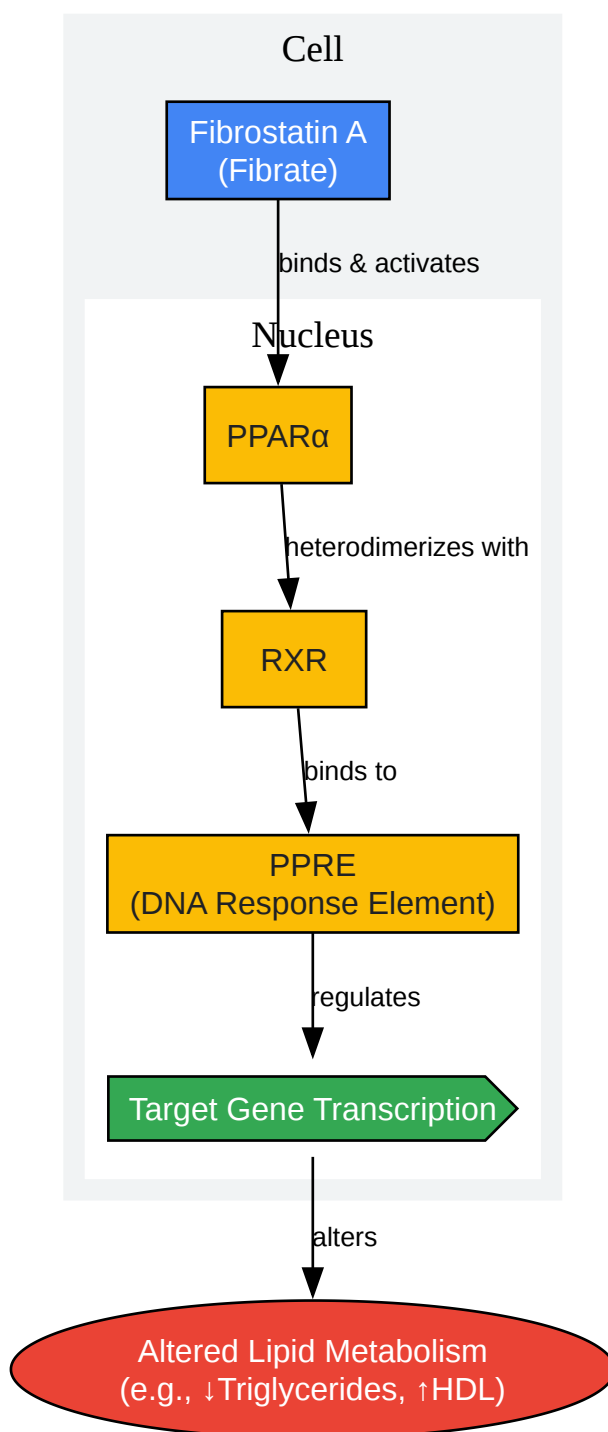 Cell
Fibrostatin A
(Fibrate)
binds & activates
Nucleus
PPARα
heterodimerizes with
RXR
binds to
PPRE
(DNA Response Element)
regulates
Target Gene Transcription
alters
Altered Lipid Metabolism
(e.g., ↓Triglycerides, ↑HDL)